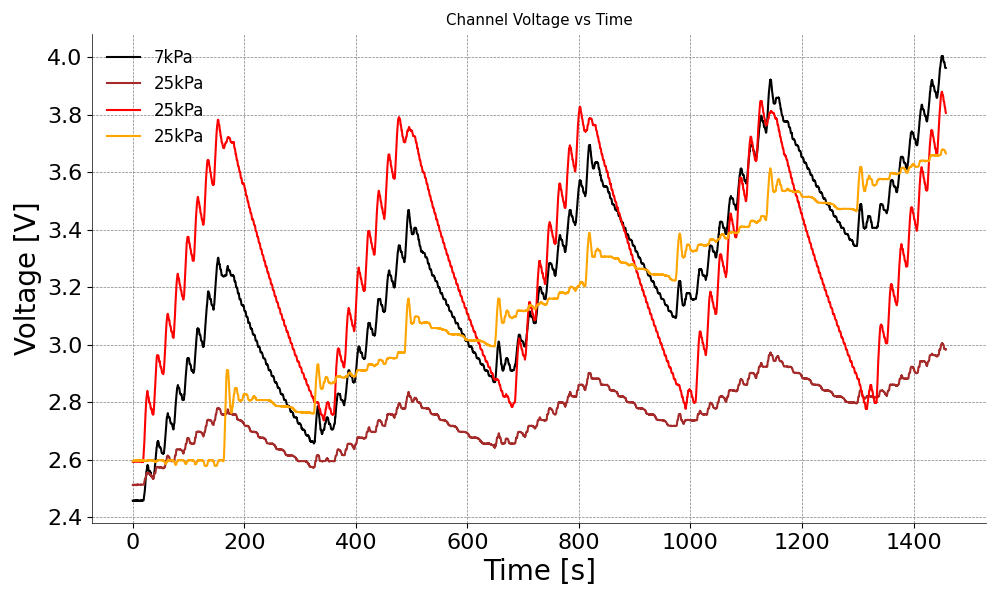 Channel Voltage vs Time
7kPa
25kPa
25kPa
25kPa
Voltage [V]
4.0
3.8
3.6
3.4
3.2
3.0
2.8
2.6
2.4
0 200 400 600 800 1000 1200 1400
Time [s]